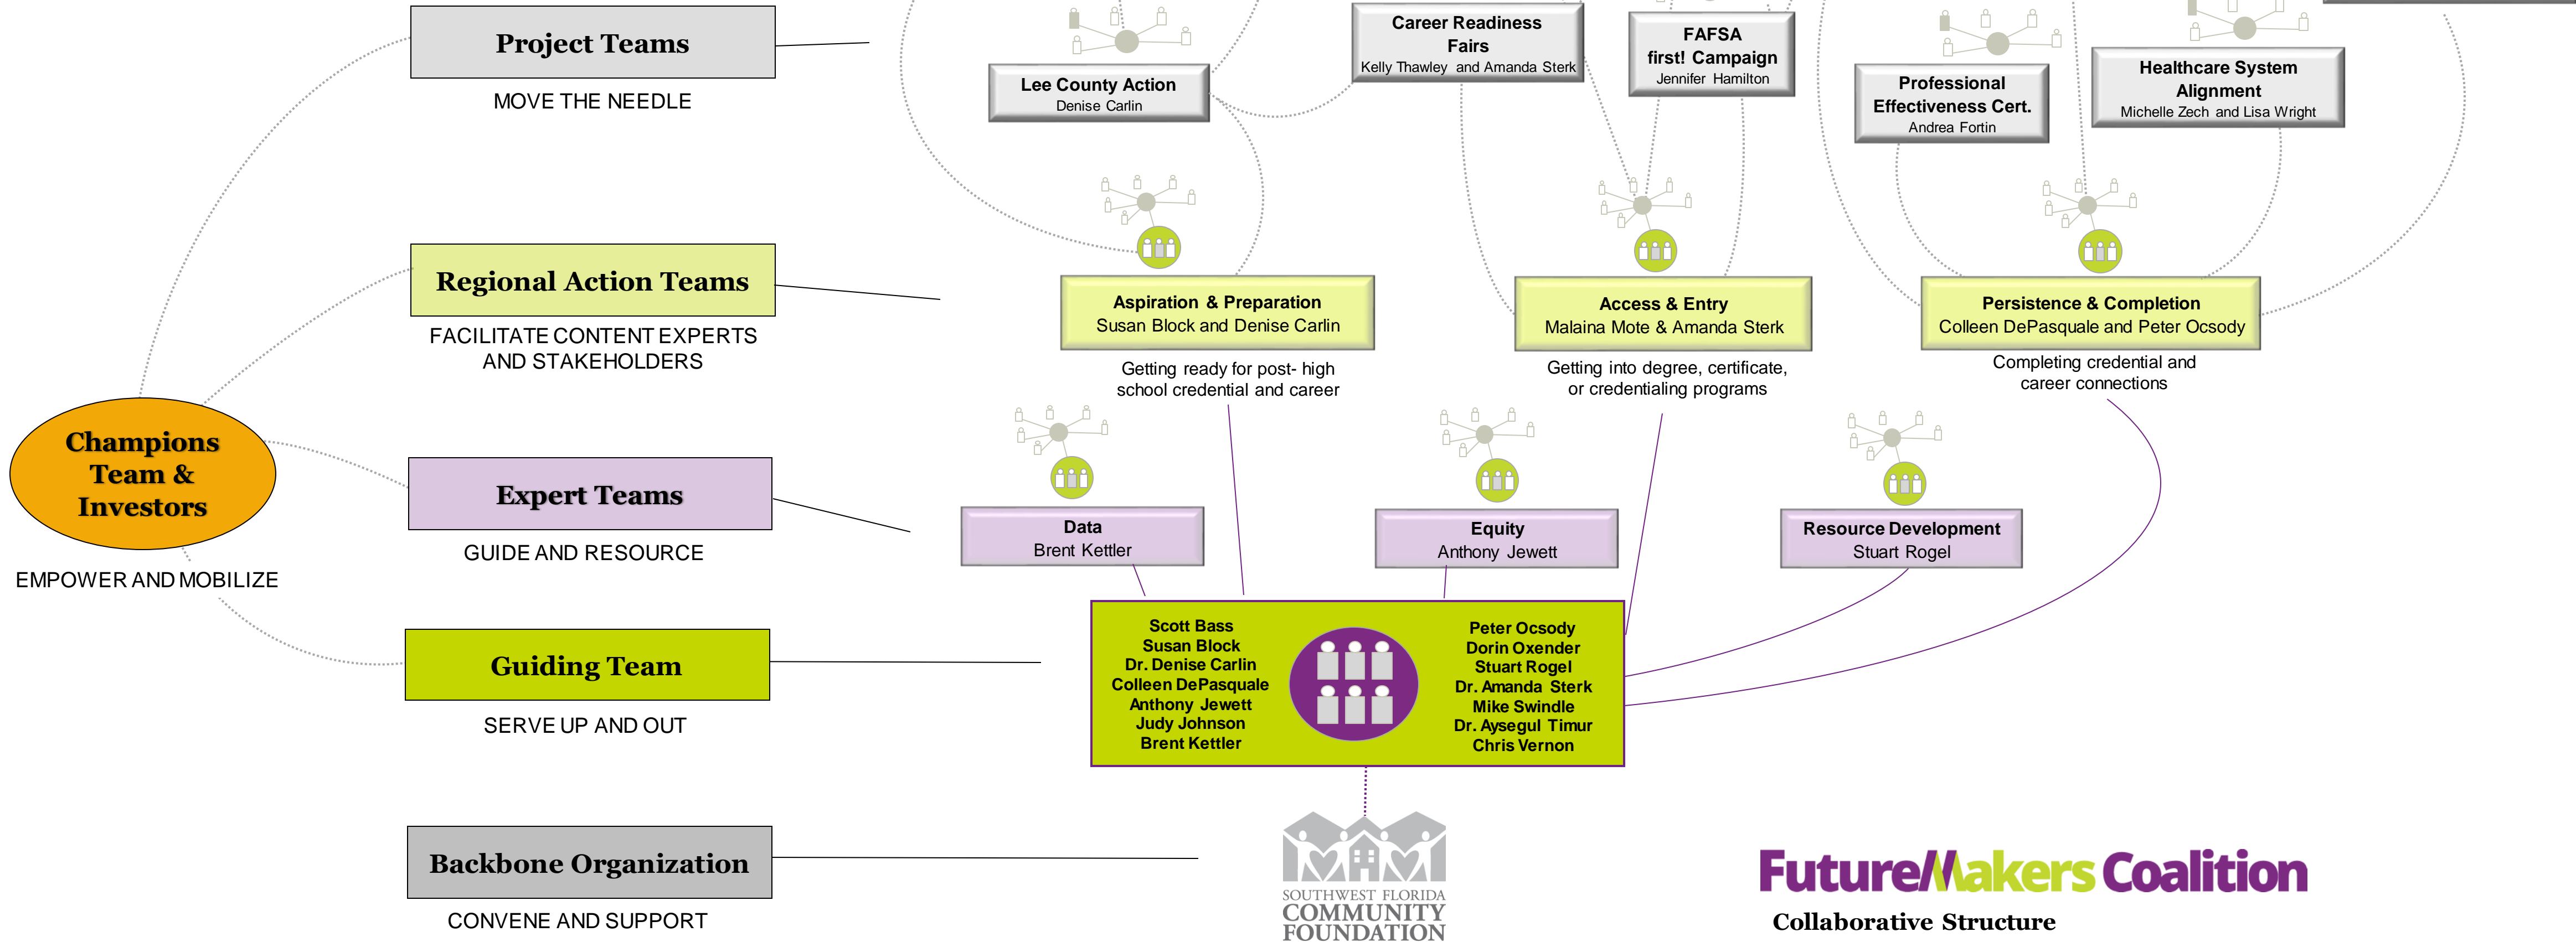 Project Teams
MOVE THE NEEDLE
Lee County Action
Denise Carlin
Career Readiness
Fairs
Kelly Thawley and Amanda Sterk
FAFSA
first! Campaign
Jennifer Hamilton
Professional
Effectiveness Cert.
Andrea Fortin
Healthcare System
Alignment
Michelle Zech and Lisa Wright
Regional Action Teams
FACILITATE CONTENT EXPERTS
AND STAKEHOLDERS
Aspiration & Preparation
Susan Block and Denise Carlin
Getting ready for post- high
school credential and career
Access & Entry
Malaina Mote & Amanda Sterk
Getting into degree, certificate,
or credentialing programs
Persistence & Completion
Colleen DePasquale and Peter Ocsody
Completing credential and
career connections
Champions
Team &
Investors
EMPOWER AND MOBILIZE
Expert Teams
GUIDE AND RESOURCE
Data
Brent Kettler
Equity
Anthony Jewett
Resource Development
Stuart Rogel
Guiding Team
SERVE UP AND OUT
Scott Bass
Susan Block
Dr. Denise Carlin
Colleen DePasquale
Anthony Jewett
Judy Johnson
Brent Kettler
Peter Ocsody
Dorin Oxender
Stuart Rogel
Dr. Amanda Sterk
Mike Swindle
Dr. Aysegul Timur
Chris Vernon
Backbone Organization
CONVENE AND SUPPORT
SOUTHWEST FLORIDA
COMMUNITY
FOUNDATION
FutureMakers Coalition
Collaborative Structure